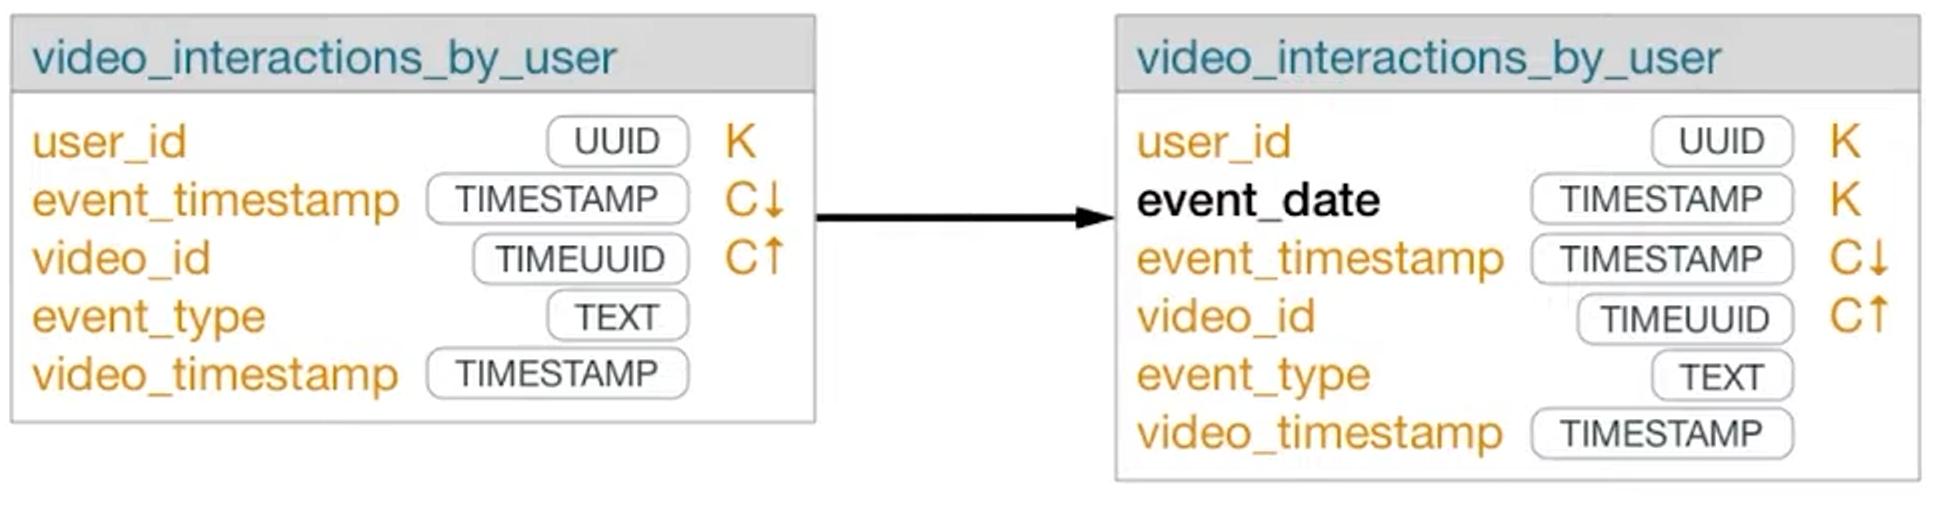 video_interactions_by_user
user_id UUID K
event_timestamp TIMESTAMP C↓
video_id TIMEUUID C↑
event_type TEXT
video_timestamp TIMESTAMP
video_interactions_by_user
user_id UUID K
event_date TIMESTAMP K
event_timestamp TIMESTAMP C↓
video_id TIMEUUID C↑
event_type TEXT
video_timestamp TIMESTAMP